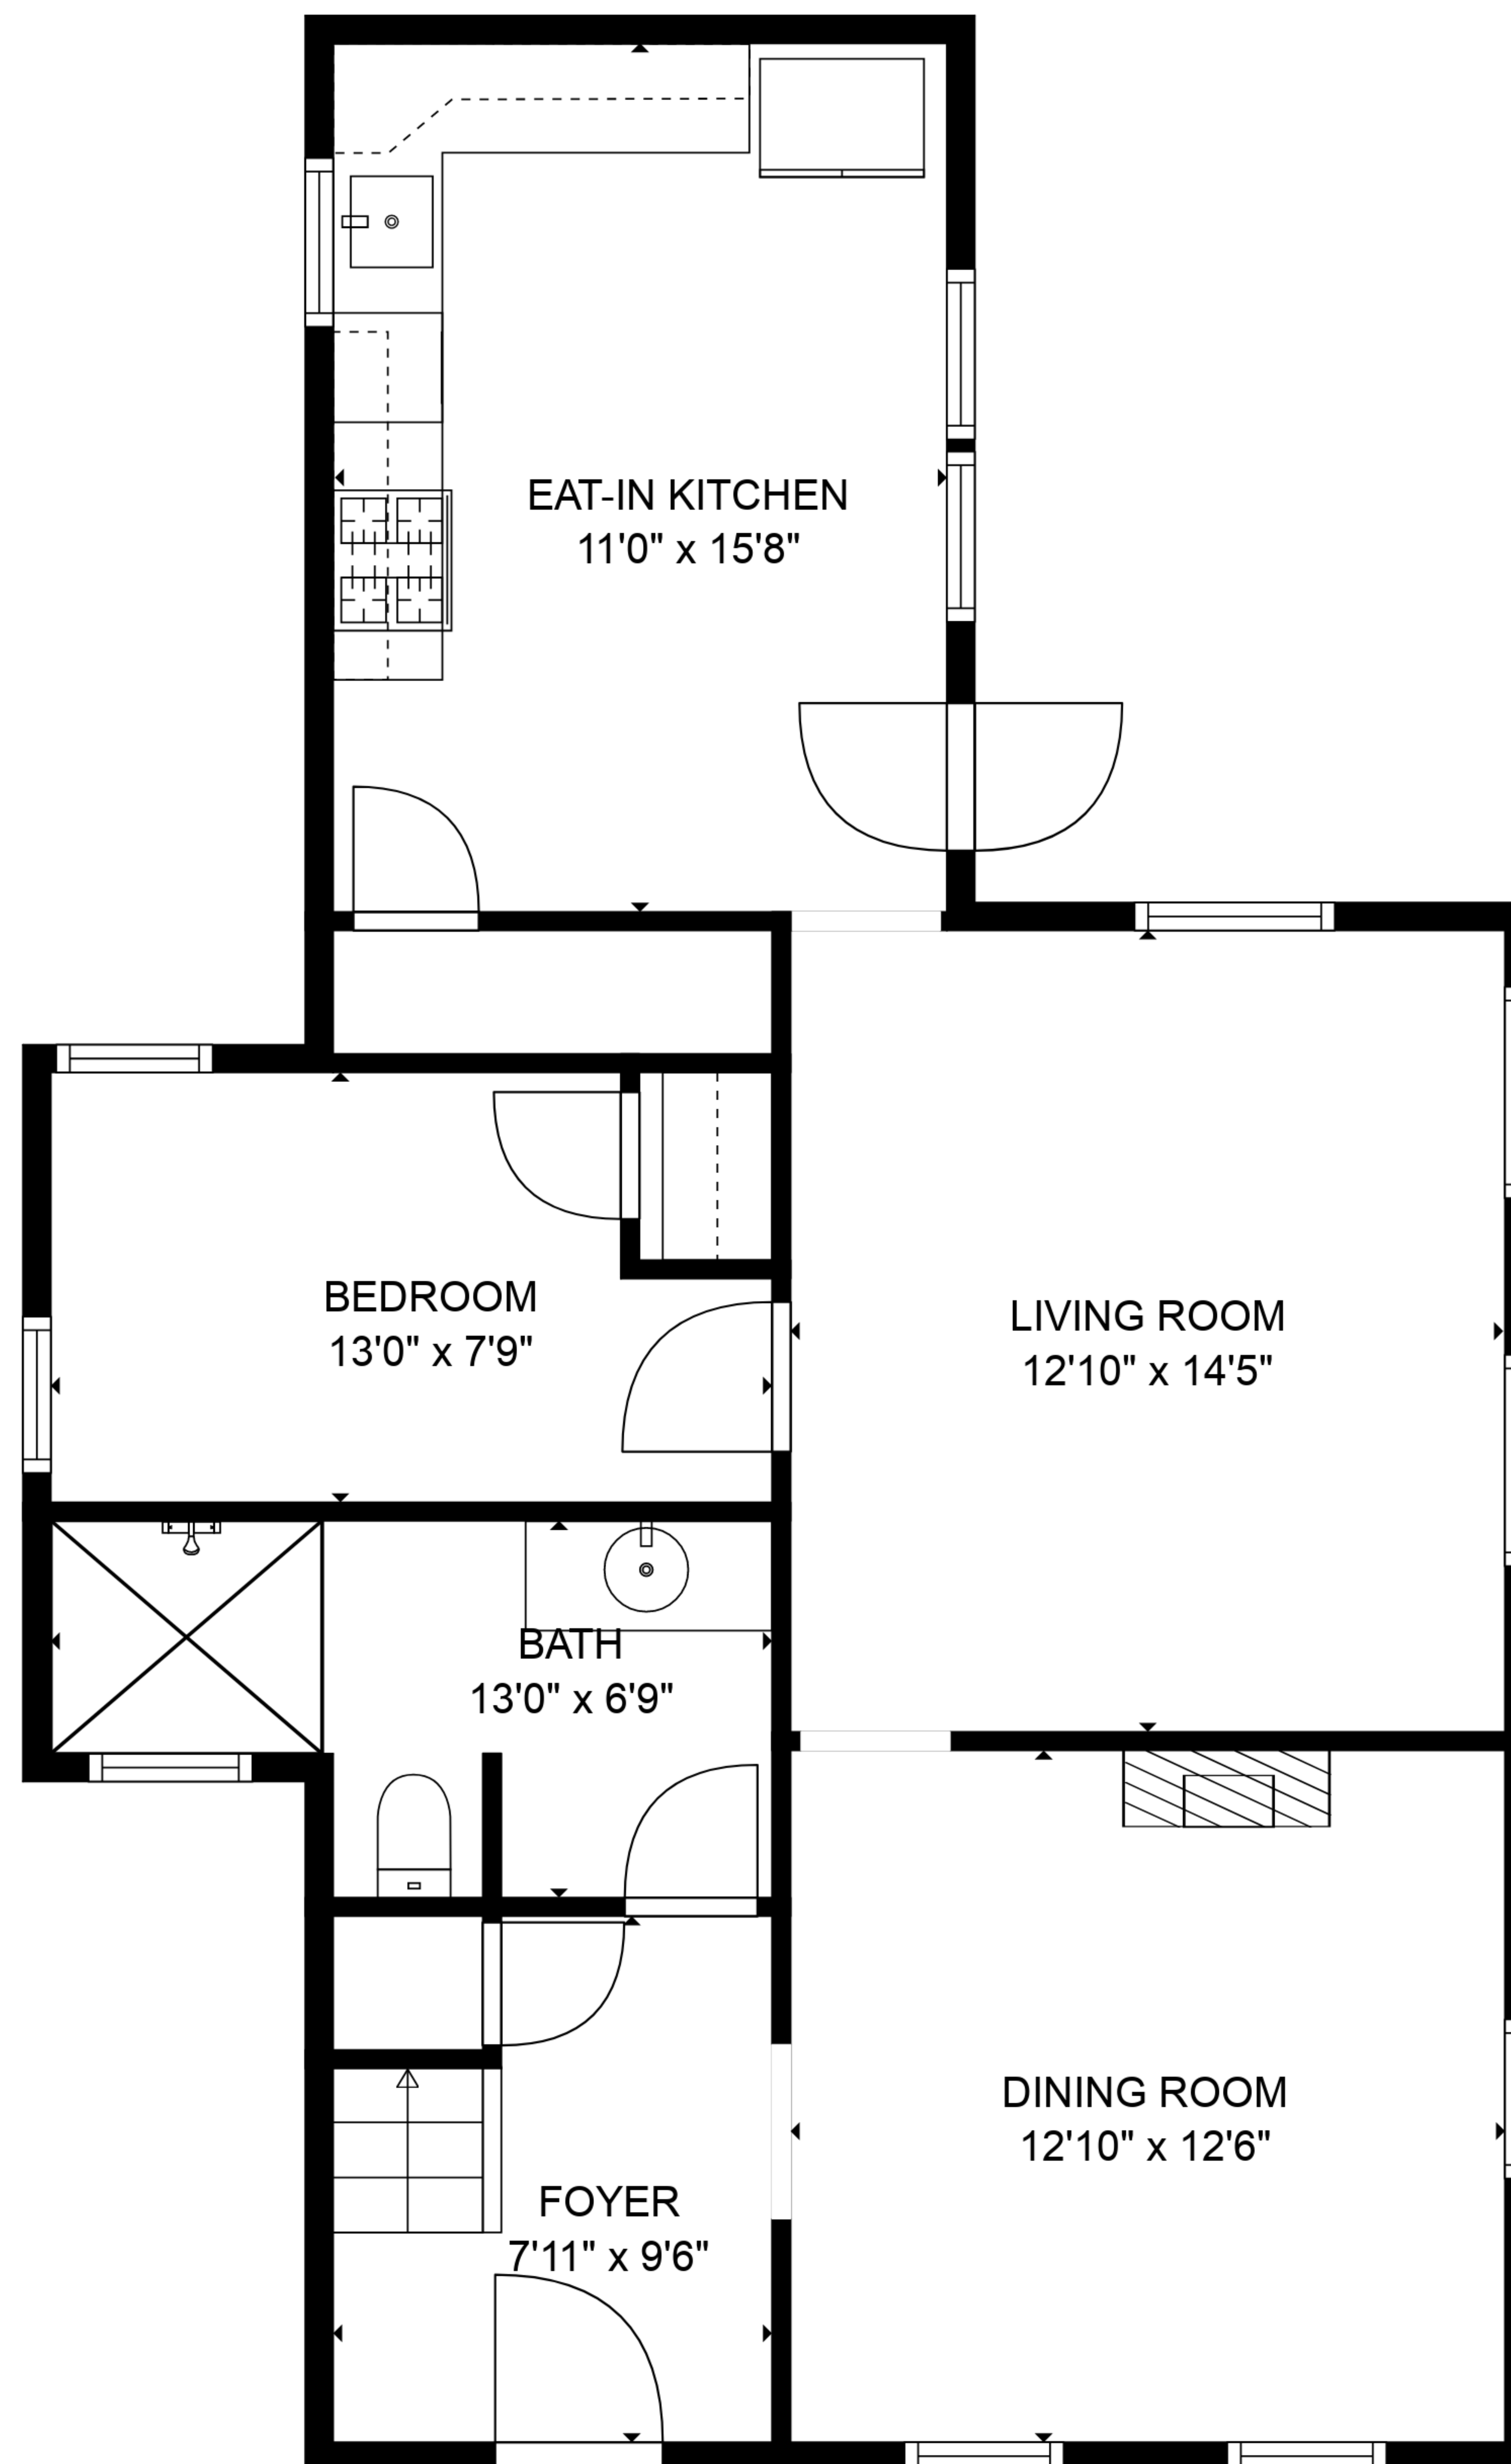 EAT-IN KITCHEN
11'0" x 15'8"
BEDROOM
13'0" x 7'9"
LIVING ROOM
12'10" x 14'5"
BATH
13'0" x 6'9"
DINING ROOM
12'10" x 12'6"
FOYER
7'11" x 9'6"